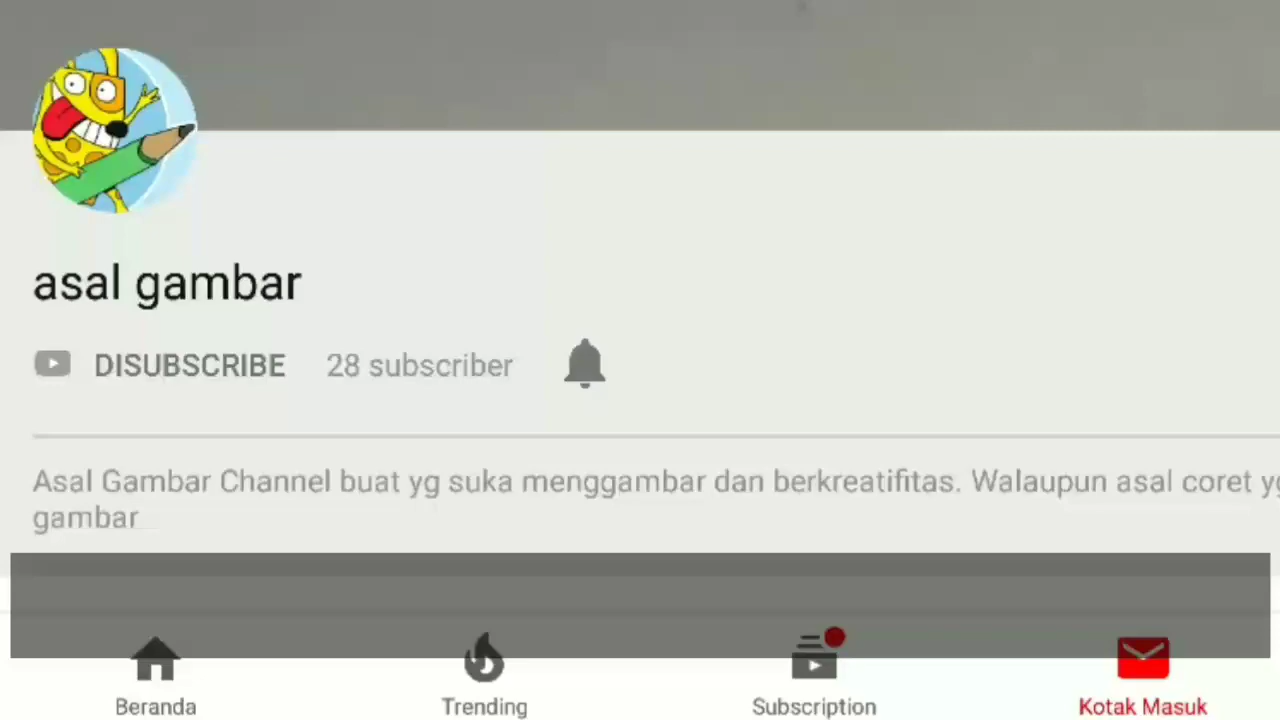 asal gambar
DISUBSCRIBE 28 subscriber
Asal Gambar Channel buat yg suka menggambar dan berkreatifitas. Walaupun asal coret yg
gambar
Beranda Trending Subscription Kotak Masuk